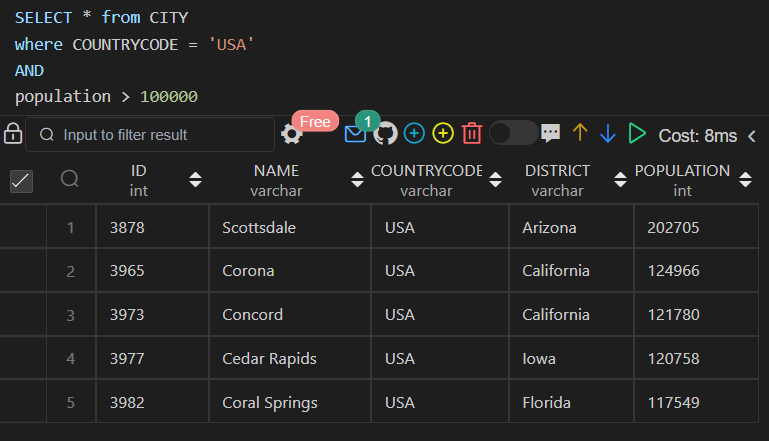 SELECT * from CITY
where COUNTRYCODE = 'USA'
AND
population > 100000
Free
1
Input to filter result
Cost: 8ms
ID NAME COUNTRYCODE DISTRICT POPULATION
int varchar varchar varchar int
1 3878 Scottsdale USA Arizona 202705
2 3965 Corona USA California 124966
3 3973 Concord USA California 121780
4 3977 Cedar Rapids USA Iowa 120758
5 3982 Coral Springs USA Florida 117549